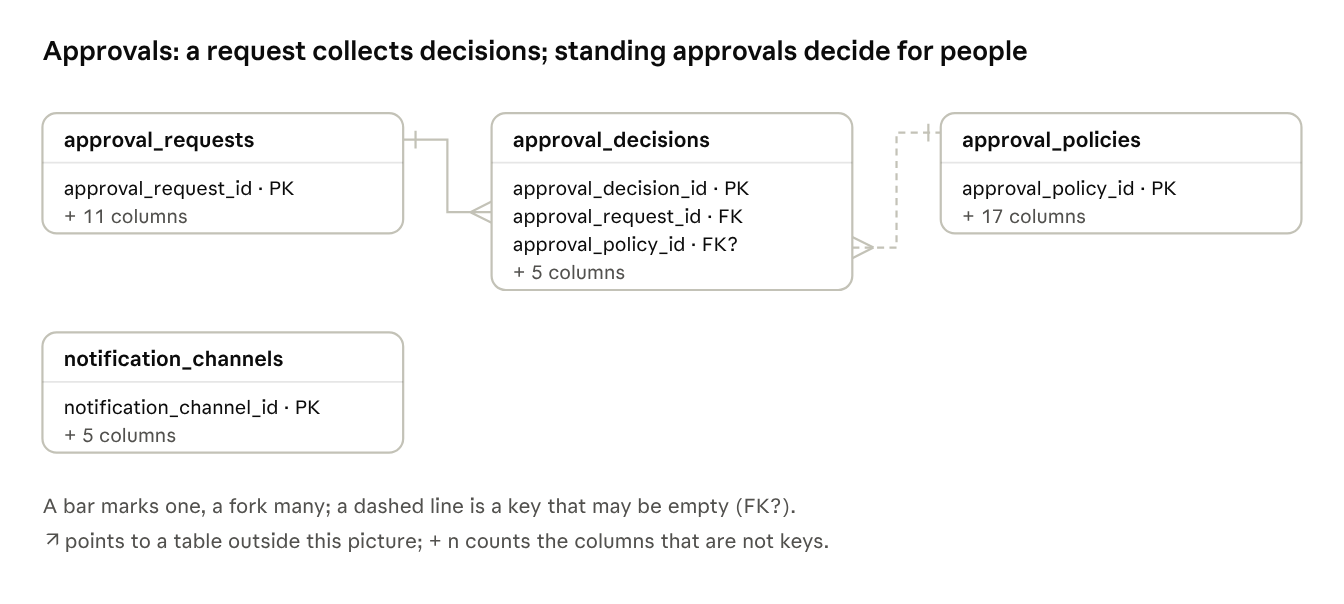 Approvals: a request collects decisions; standing approvals decide for people
approval_requests
approval_request_id · PK
+ 11 columns
approval_decisions
approval_decision_id · PK
approval_request_id · FK
approval_policy_id · FK?
+ 5 columns
approval_policies
approval_policy_id · PK
+ 17 columns
notification_channels
notification_channel_id · PK
+ 5 columns
A bar marks one, a fork many; a dashed line is a key that may be empty (FK?).
↗ points to a table outside this picture; + n counts the columns that are not keys.